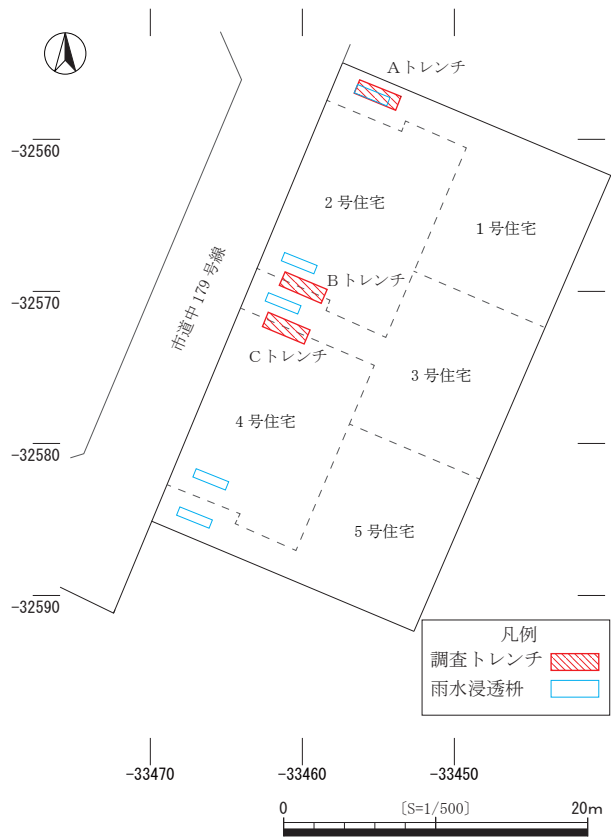 Aトレンチ
-32560
2号住宅
1号住宅
市道中179号線
Bトレンチ
-32570
Cトレンチ
3号住宅
4号住宅
-32580
5号住宅
-32590
凡例
調査トレンチ
雨水浸透枡
-33470
-33460
-33450
0
〔S=1/500〕
20m